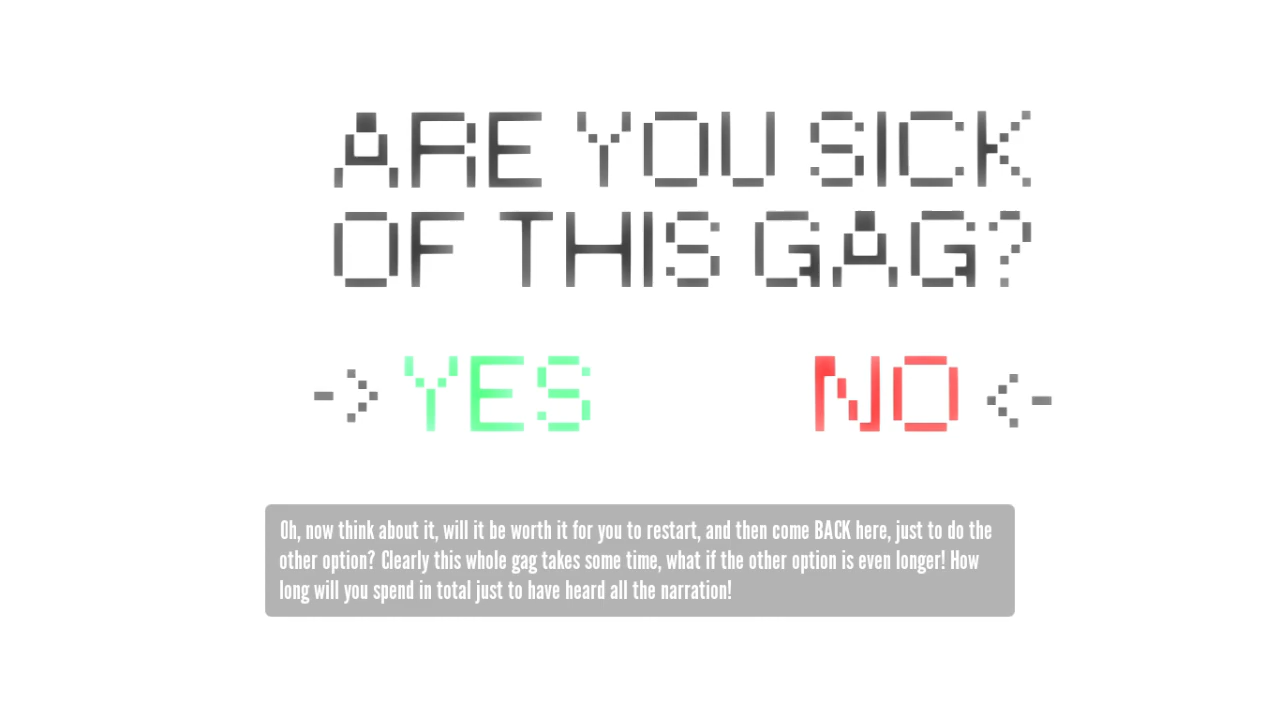 ARE YOU SICK
OF THIS GAG?
-> YES NO <-
Oh, now think about it, will it be worth it for you to restart, and then come BACK here, just to do the
other option? Clearly this whole gag takes some time, what if the other option is even longer! How
long will you spend in total just to have heard all the narration!